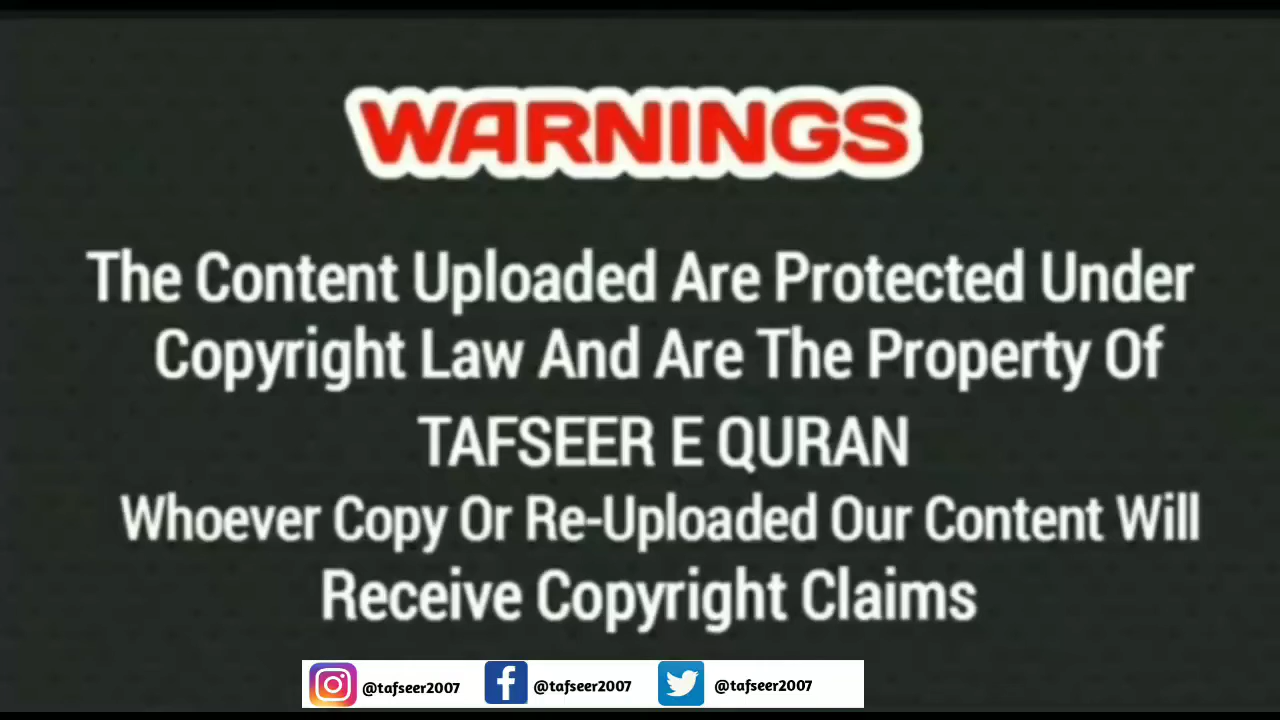 WARNINGS
The Content Uploaded Are Protected Under
Copyright Law And Are The Property Of
TAFSEER E QURAN
Whoever Copy Or Re-Uploaded Our Content Will
Receive Copyright Claims
@tafseer2007 @tafseer2007 @tafseer2007